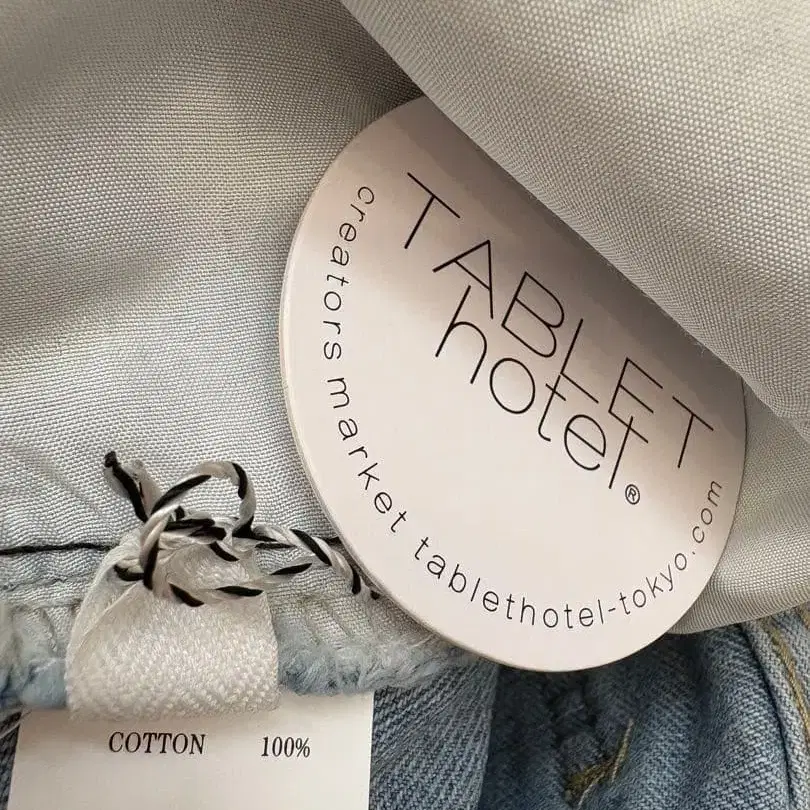 TABLET
hotel®
creators market tablethotel-tokyo.com
COTTON 100%